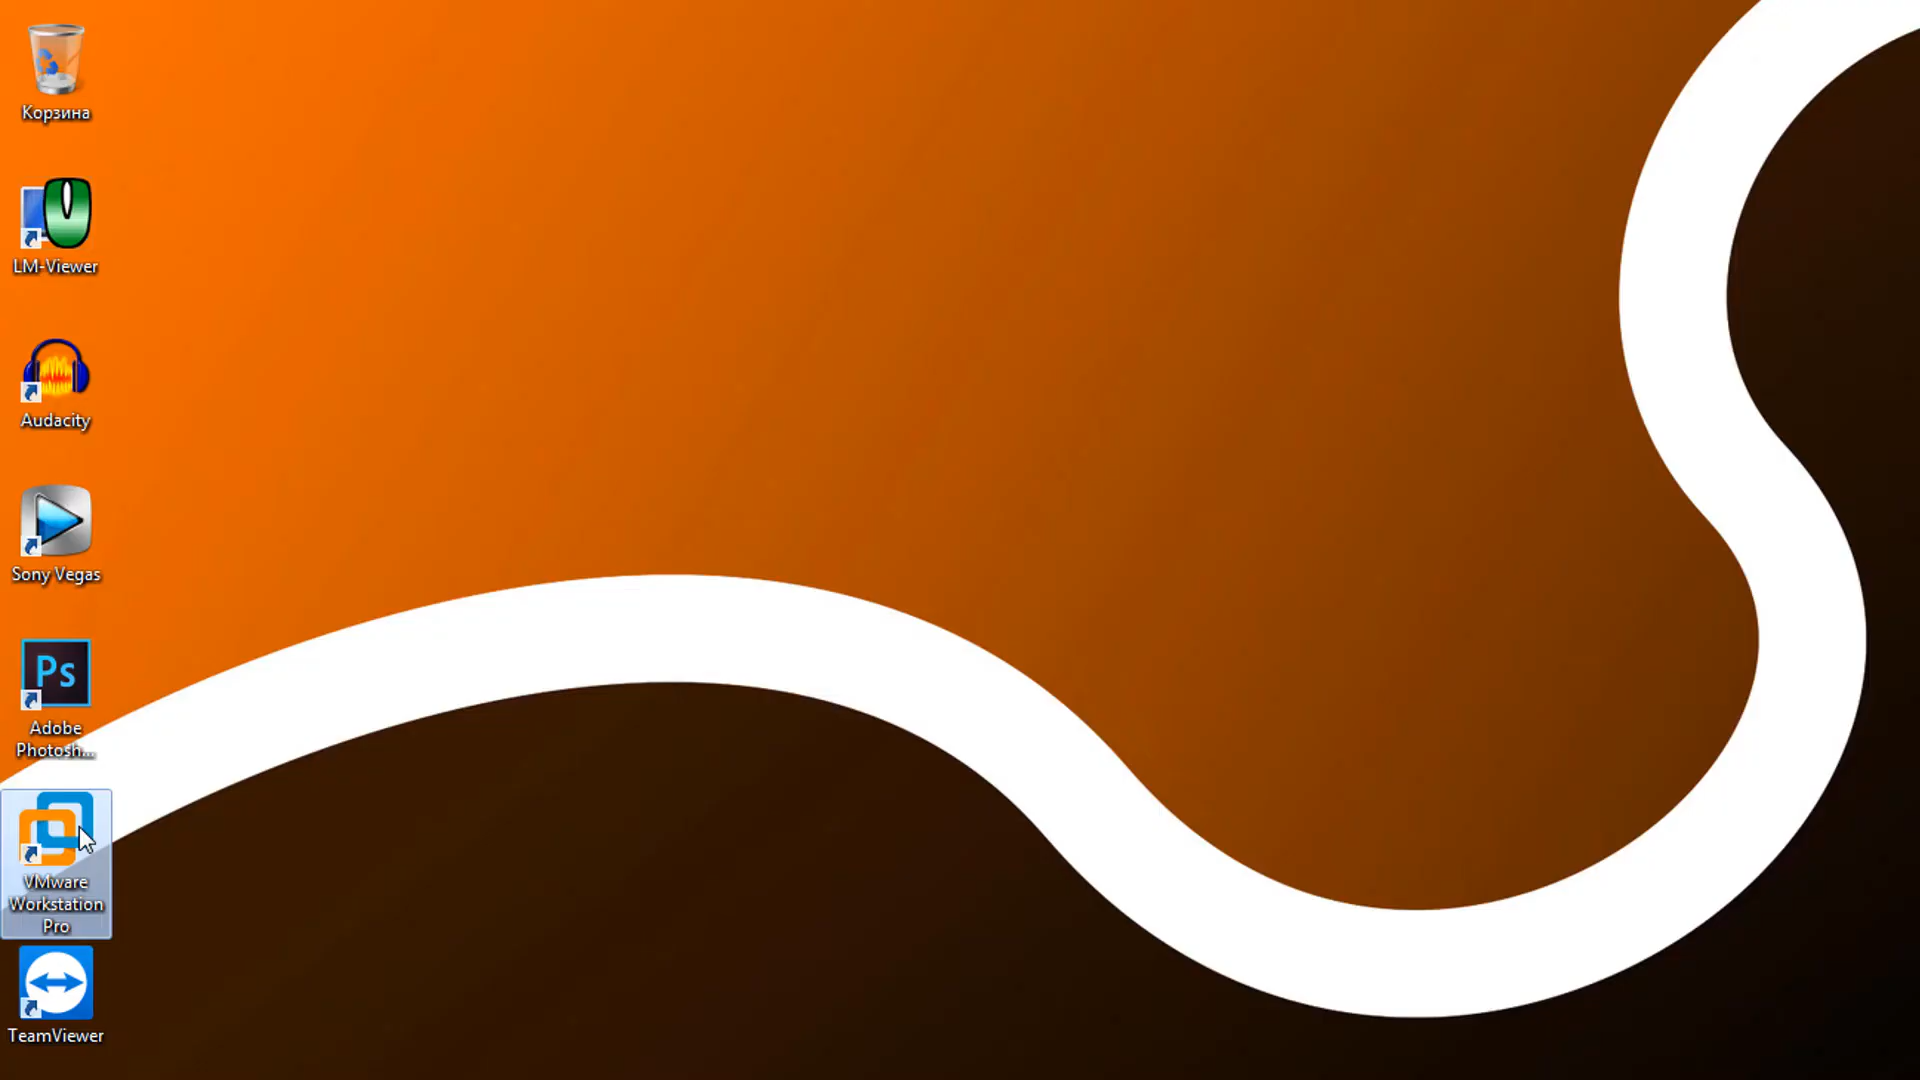 Корзина
LM-Viewer
Audacity
Sony Vegas
Ps
Adobe
Photosh...
VMware
Workstation
Pro
TeamViewer